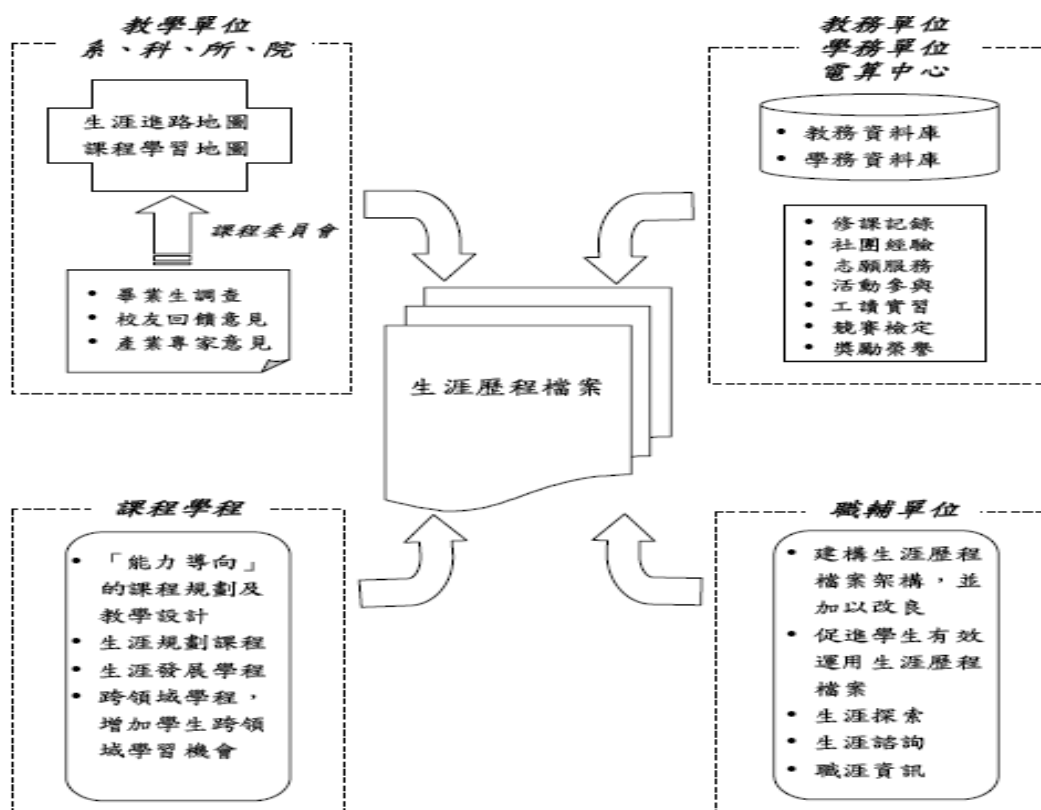 教學單位
系、科、所、院
生涯進路地圖
課程學習地圖
課程委員會
• 畢業生調查
• 校友回饋意見
• 產業專家意見
教務單位
學務單位
電算中心
• 教務資料庫
• 學務資料庫
• 修課記錄
• 社團經驗
• 志願服務
• 活動參與
• 工讀實習
• 競賽檢定
• 獎勵榮譽
生涯歷程檔案
課程學程
• 「能力導向」
的課程規劃及
教學設計
• 生涯規劃課程
• 生涯發展學程
• 跨領域學程，
增加學生跨領
域學習機會
職輔單位
• 建構生涯歷程
檔案架構，並
加以改良
• 促進學生有效
運用生涯歷程
檔案
• 生涯探索
• 生涯諮詢
• 職涯資訊